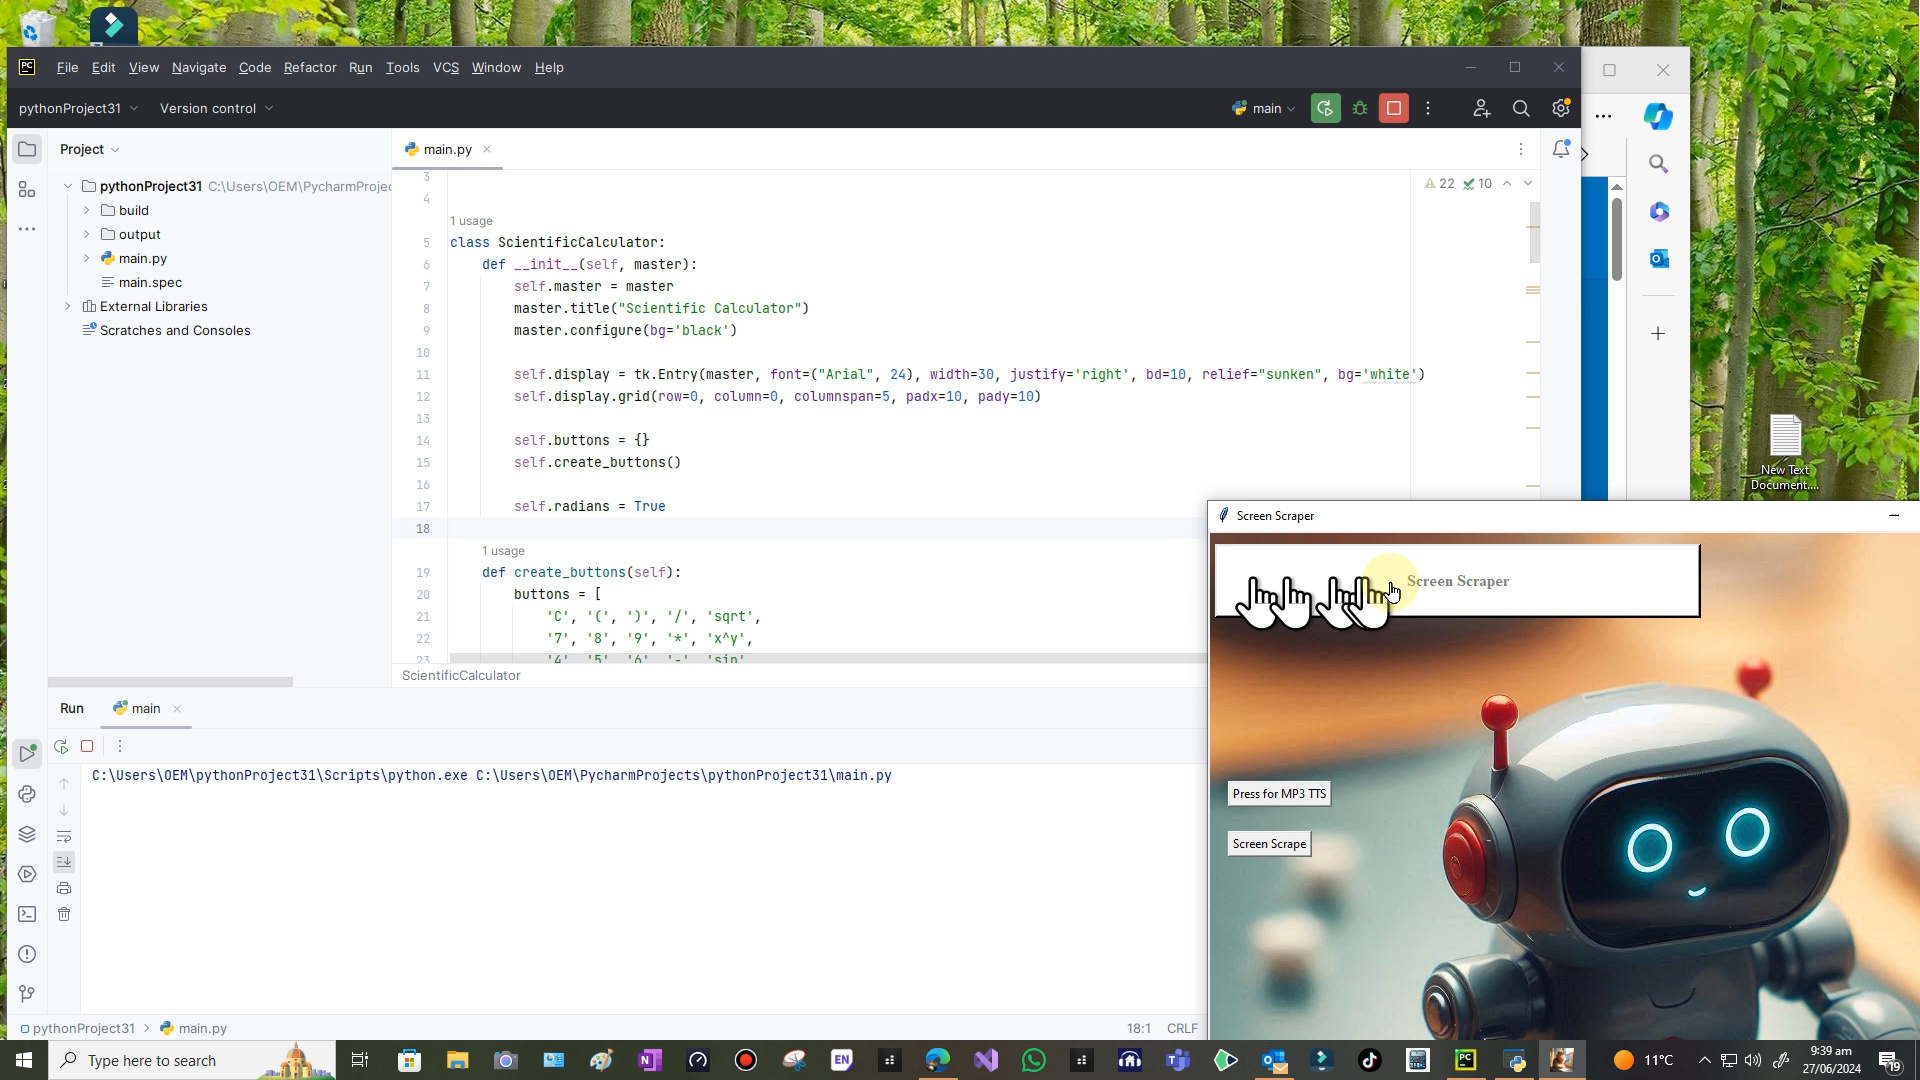 File Edit View Navigate Code Refactor Run Tools VCS Window Help
pythonProject31 Version control main
Project
main.py
pythonProject31 C:\Users\OEM\PycharmProjec
build
output
main.py
main.spec
External Libraries
Scratches and Consoles
22 10
3
4
1 usage
5 class ScientificCalculator:
6 def __init__(self, master):
7 self.master = master
8 master.title("Scientific Calculator")
9 master.configure(bg='black')
10
11 self.display = tk.Entry(master, font=("Arial", 24), width=30, justify='right', bd=10, relief="sunken", bg='white')
12 self.display.grid(row=0, column=0, columnspan=5, padx=10, pady=10)
13
14 self.buttons = {}
15 self.create_buttons()
16
17 self.radians = True
18
1 usage
19 def create_buttons(self):
20 buttons = [
21 'C', '(', ')', '/', 'sqrt',
22 '7', '8', '9', '*', 'x^y',
23 '4' '5' '6' '-' 'sin'
ScientificCalculator
New Text
Document....
Screen Scraper
Screen Scraper
Press for MP3 TTS
Screen Scrape
Run main
C:\Users\OEM\pythonProject31\Scripts\python.exe C:\Users\OEM\PycharmProjects\pythonProject31\main.py
pythonProject31 > main.py
18:1 CRLF
Type here to search
EN
11°C
9:39 am
27/06/2024
19